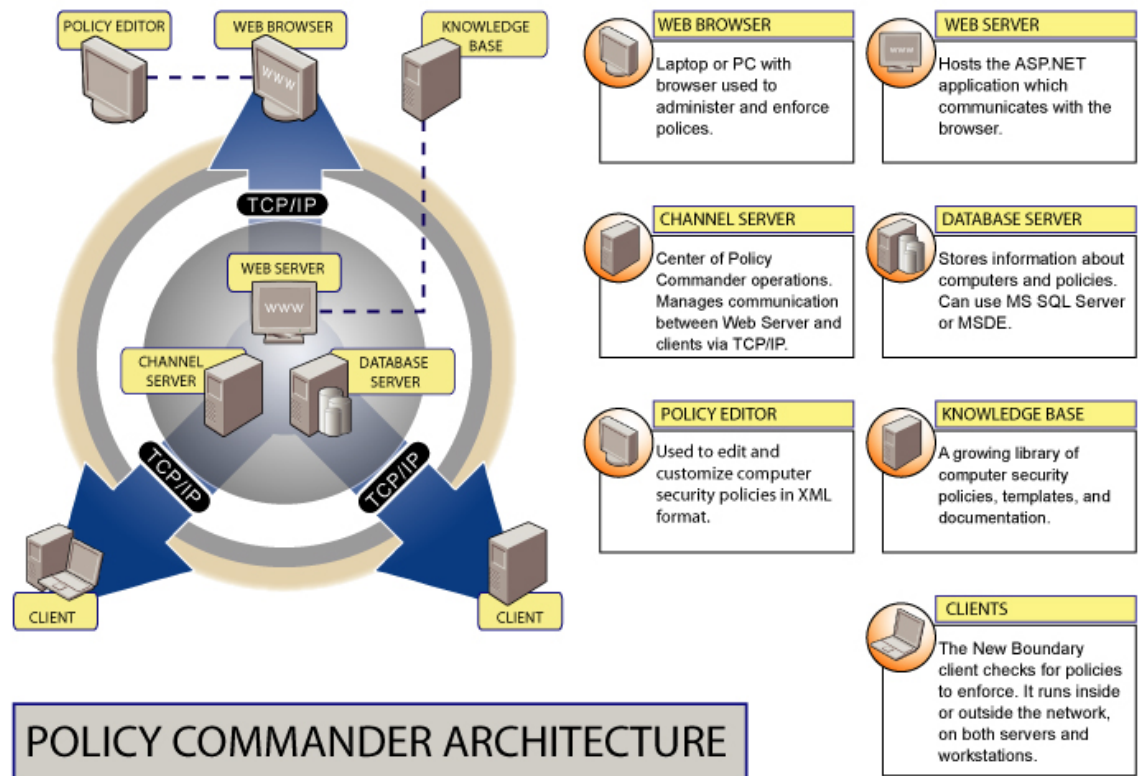 POLICY EDITOR
WEB BROWSER
KNOWLEDGE
BASE
WWW
TCP/IP
WEB SERVER
WWW
CHANNEL
SERVER
DATABASE
SERVER
TCP/IP
TCP/IP
CLIENT
CLIENT
POLICY COMMANDER ARCHITECTURE
WEB BROWSER
Laptop or PC with
browser used to
administer and enforce
polices.
WWW
WEB SERVER
Hosts the ASP.NET
application which
communicates with the
browser.
CHANNEL SERVER
Center of Policy
Commander operations.
Manages communication
between Web Server and
clients via TCP/IP.
DATABASE SERVER
Stores information about
computers and policies.
Can use MS SQL Server
or MSDE.
POLICY EDITOR
Used to edit and
customize computer
security policies in XML
format.
KNOWLEDGE BASE
A growing library of
computer security
policies, templates, and
documentation.
CLIENTS
The New Boundary
client checks for policies
to enforce. It runs inside
or outside the network,
on both servers and
workstations.